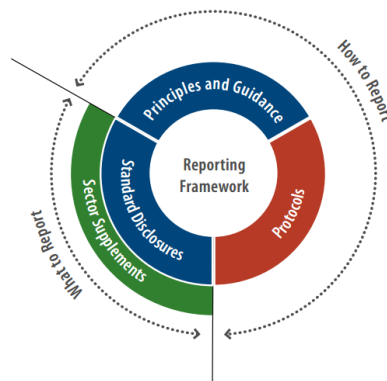 How to Report
Principles and Guidance
Reporting
Framework
Standard Disclosures
Sector Supplements
Protocols
What to Report